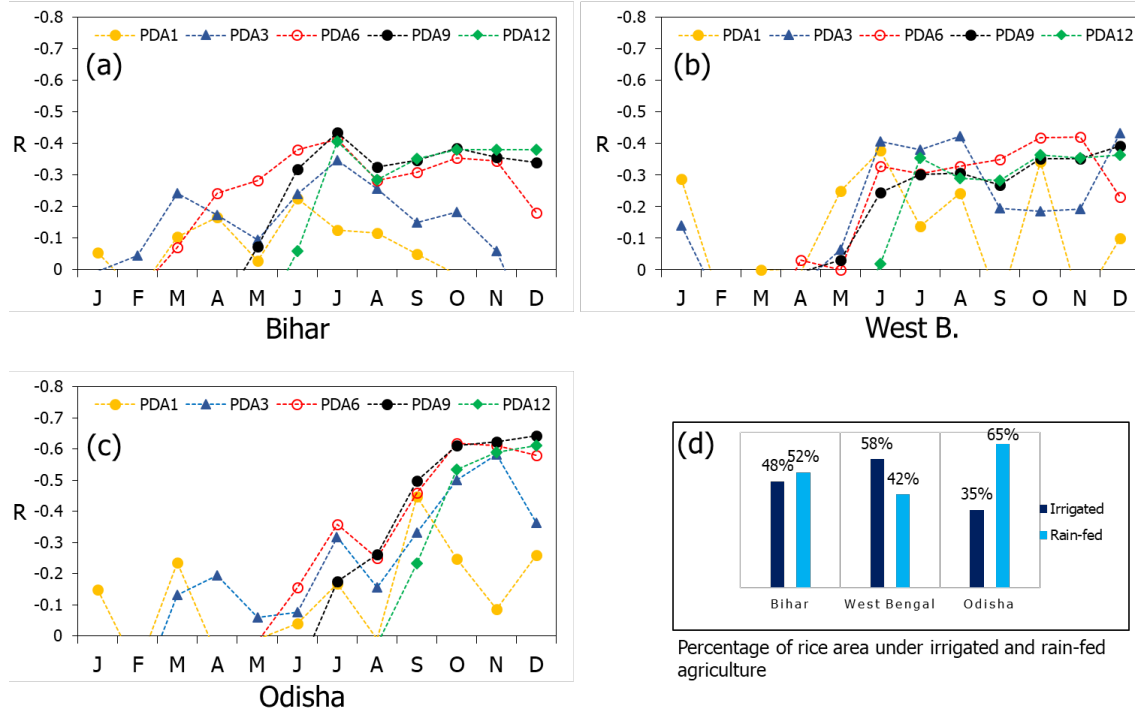 -0.8
-0.7
-0.6
-0.5
-0.4
-0.3
-0.2
-0.1
0
R
PDA1 PDA3 PDA6 PDA9 PDA12
(a)
J F M A M J J A S O N D
Bihar
-0.8
-0.7
-0.6
-0.5
-0.4
-0.3
-0.2
-0.1
0
R
PDA1 PDA3 PDA6 PDA9 PDA12
(b)
J F M A M J J A S O N D
West B.
-0.8
-0.7
-0.6
-0.5
-0.4
-0.3
-0.2
-0.1
0
R
PDA1 PDA3 PDA6 PDA9 PDA12
(c)
J F M A M J J A S O N D
Odisha
(d)
48% 52% 58% 42% 35% 65%
Irrigated
Rain-fed
Bihar West Bengal Odisha
Percentage of rice area under irrigated and rain-fed
agriculture